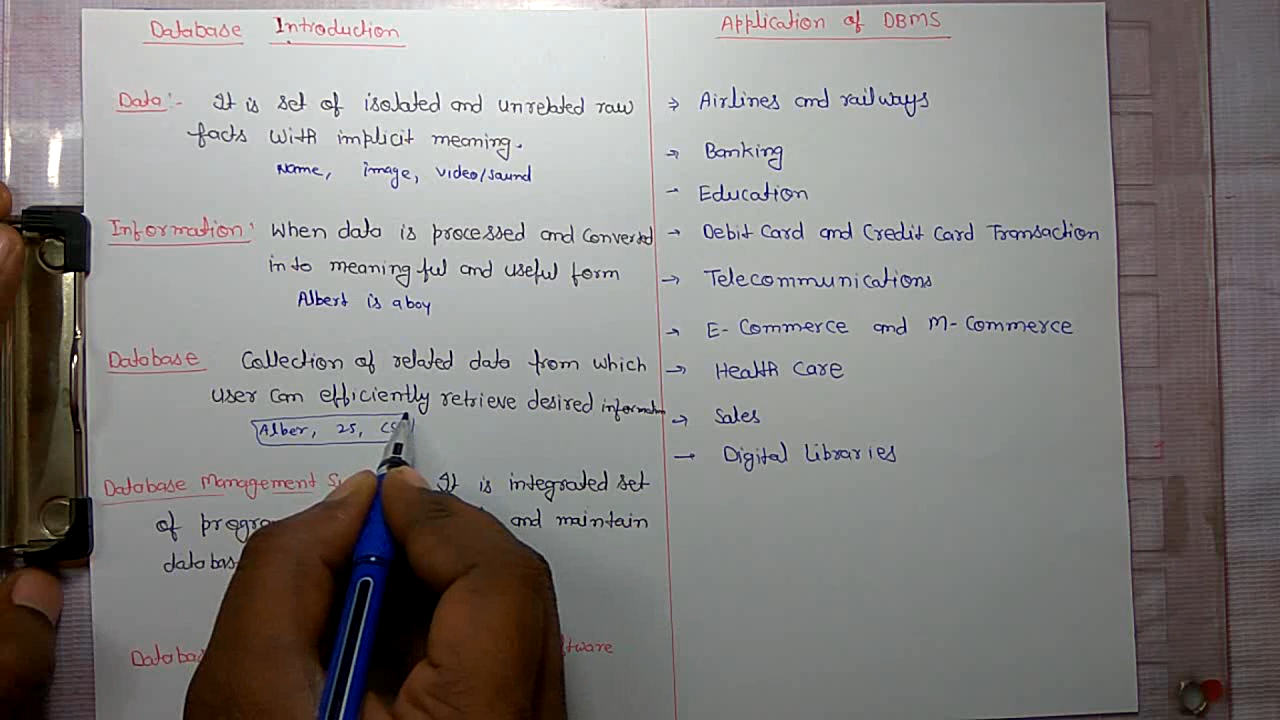 Database Introduction
Data:- It is set of isolated and unrelated raw
facts with implicit meaning.
Name, image, video/sound
Information: When data is processed and converted
into meaningful and useful form
Albert is a boy
Database Collection of related data from which
user can efficiently retrieve desired information
Alber, 25, CS
Database Management It is integrated set
of and maintain
Application of DBMS
→ Airlines and railways
→ Banking
- Education
→ Debit Card and Credit Card Transaction
→ Telecommunications
→ E-Commerce and M-Commerce
→ Health Care
→ Sales
→ Digital Libraries